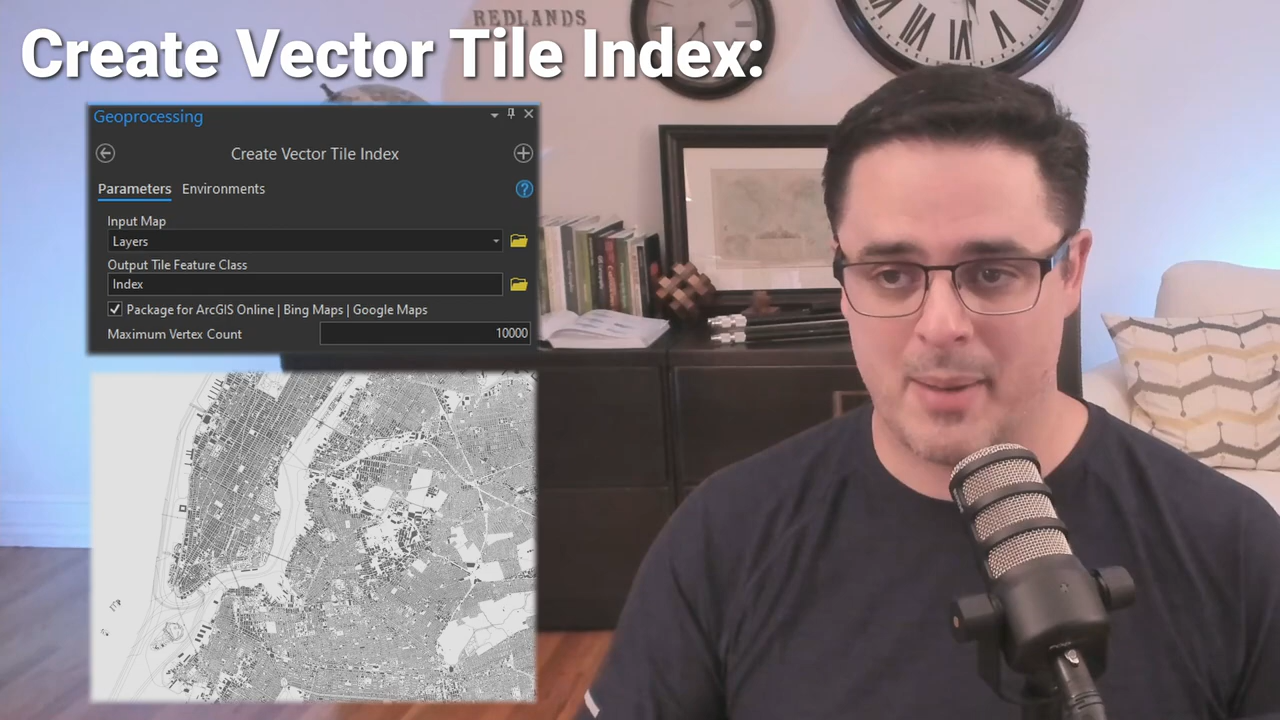 REDLANDS
Create Vector Tile Index:
Geoprocessing
Create Vector Tile Index
Parameters Environments
Input Map
Layers
Output Tile Feature Class
Index
Package for ArcGIS Online | Bing Maps | Google Maps
Maximum Vertex Count 10000